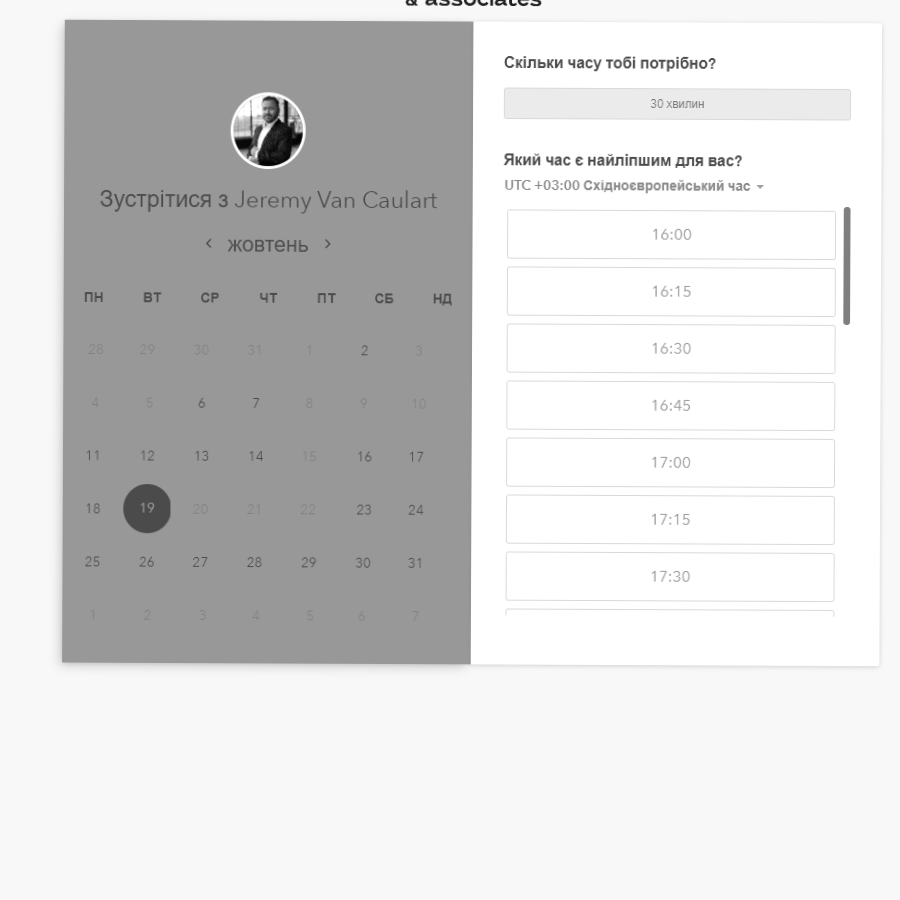 & associates
Зустрітися з Jeremy Van Caulart
жовтень
ПН ВТ СР ЧТ ПТ СБ НД
28 29 30 31 1 2 3
4 5 6 7 8 9 10
11 12 13 14 15 16 17
18 19 20 21 22 23 24
25 26 27 28 29 30 31
1 2 3 4 5 6 7
Скільки часу тобі потрібно?
30 хвилин
Який час є найліпшим для вас?
UTC +03:00 Східноєвропейський час
16:00
16:15
16:30
16:45
17:00
17:15
17:30